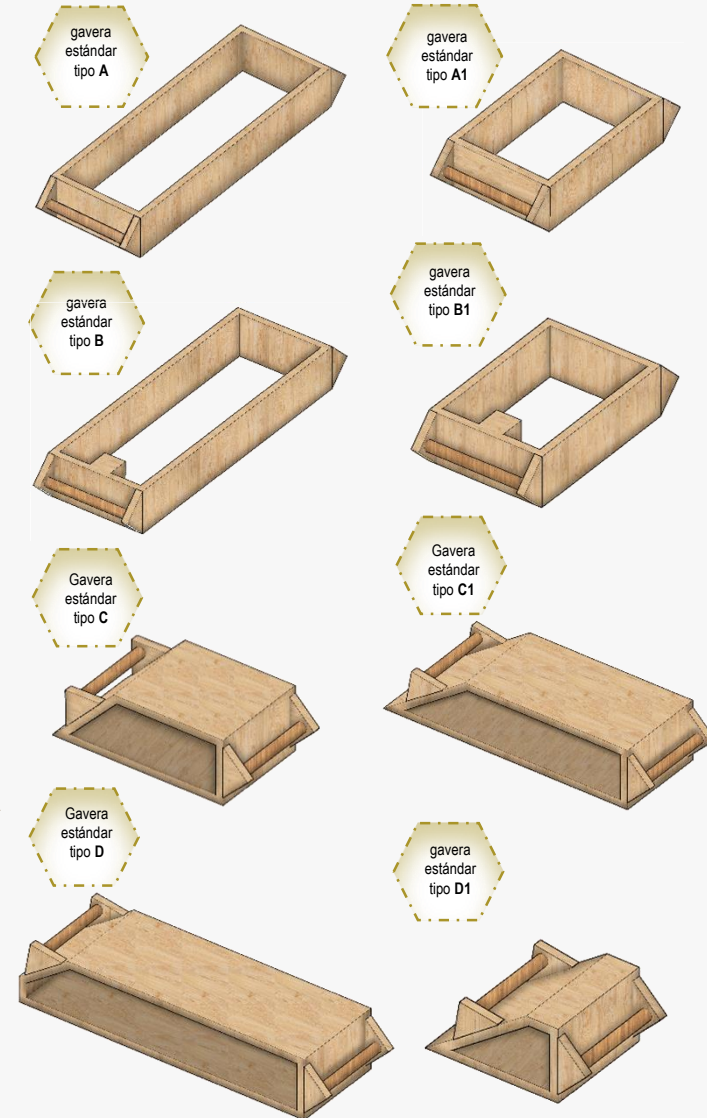 gavera
estándar
tipo A
gavera
estándar
tipo A1
gavera
estándar
tipo B
gavera
estándar
tipo B1
Gavera
estándar
tipo C
Gavera
estándar
tipo C1
Gavera
estándar
tipo D
gavera
estándar
tipo D1